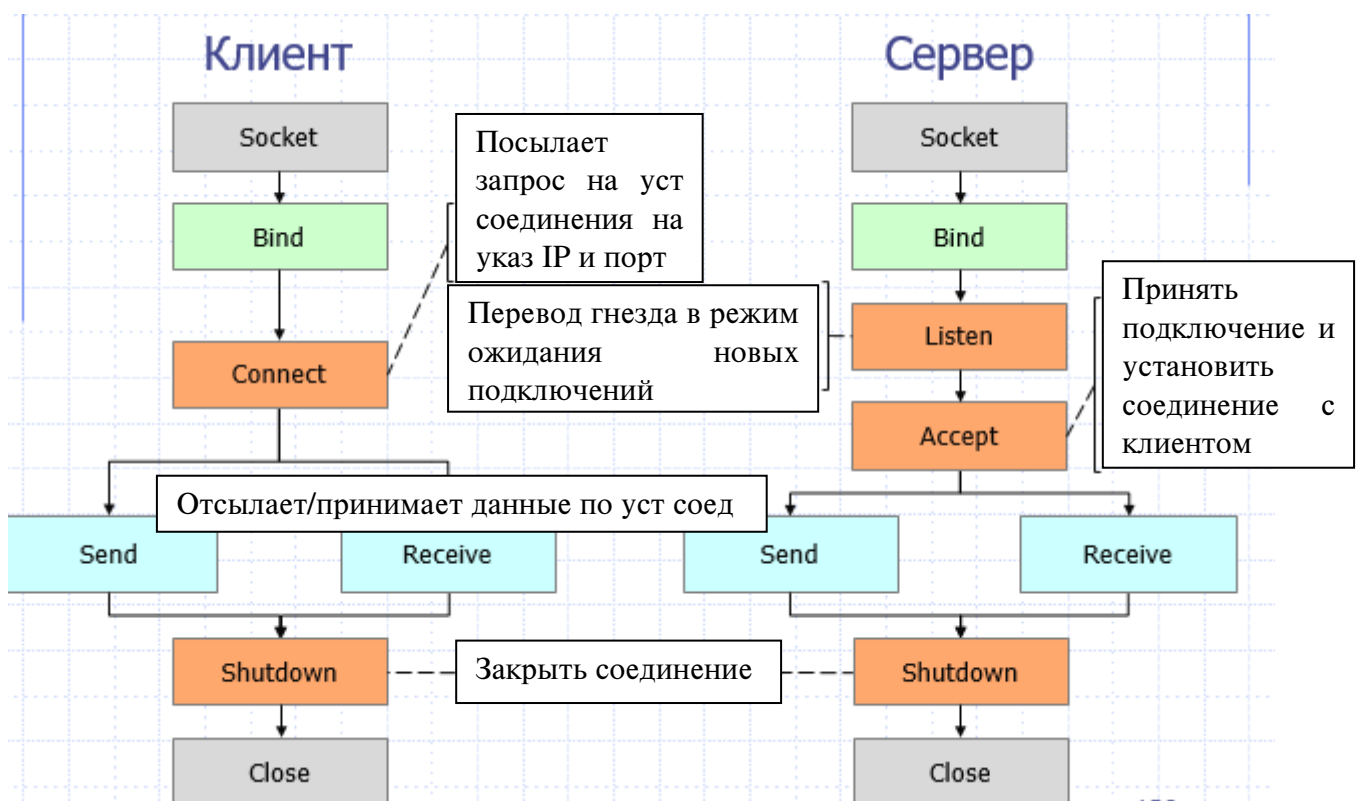 Клиент
Сервер
Socket
Socket
Посылает
запрос на уст
соединения на
указ IP и порт
Bind
Bind
Принять
подключение и
установить
соединение с
клиентом
Перевод гнезда в режим
ожидания новых
подключений
Listen
Connect
Accept
Отсылает/принимает данные по уст соед
Send
Receive
Send
Receive
Shutdown
Закрыть соединение
Shutdown
Close
Close